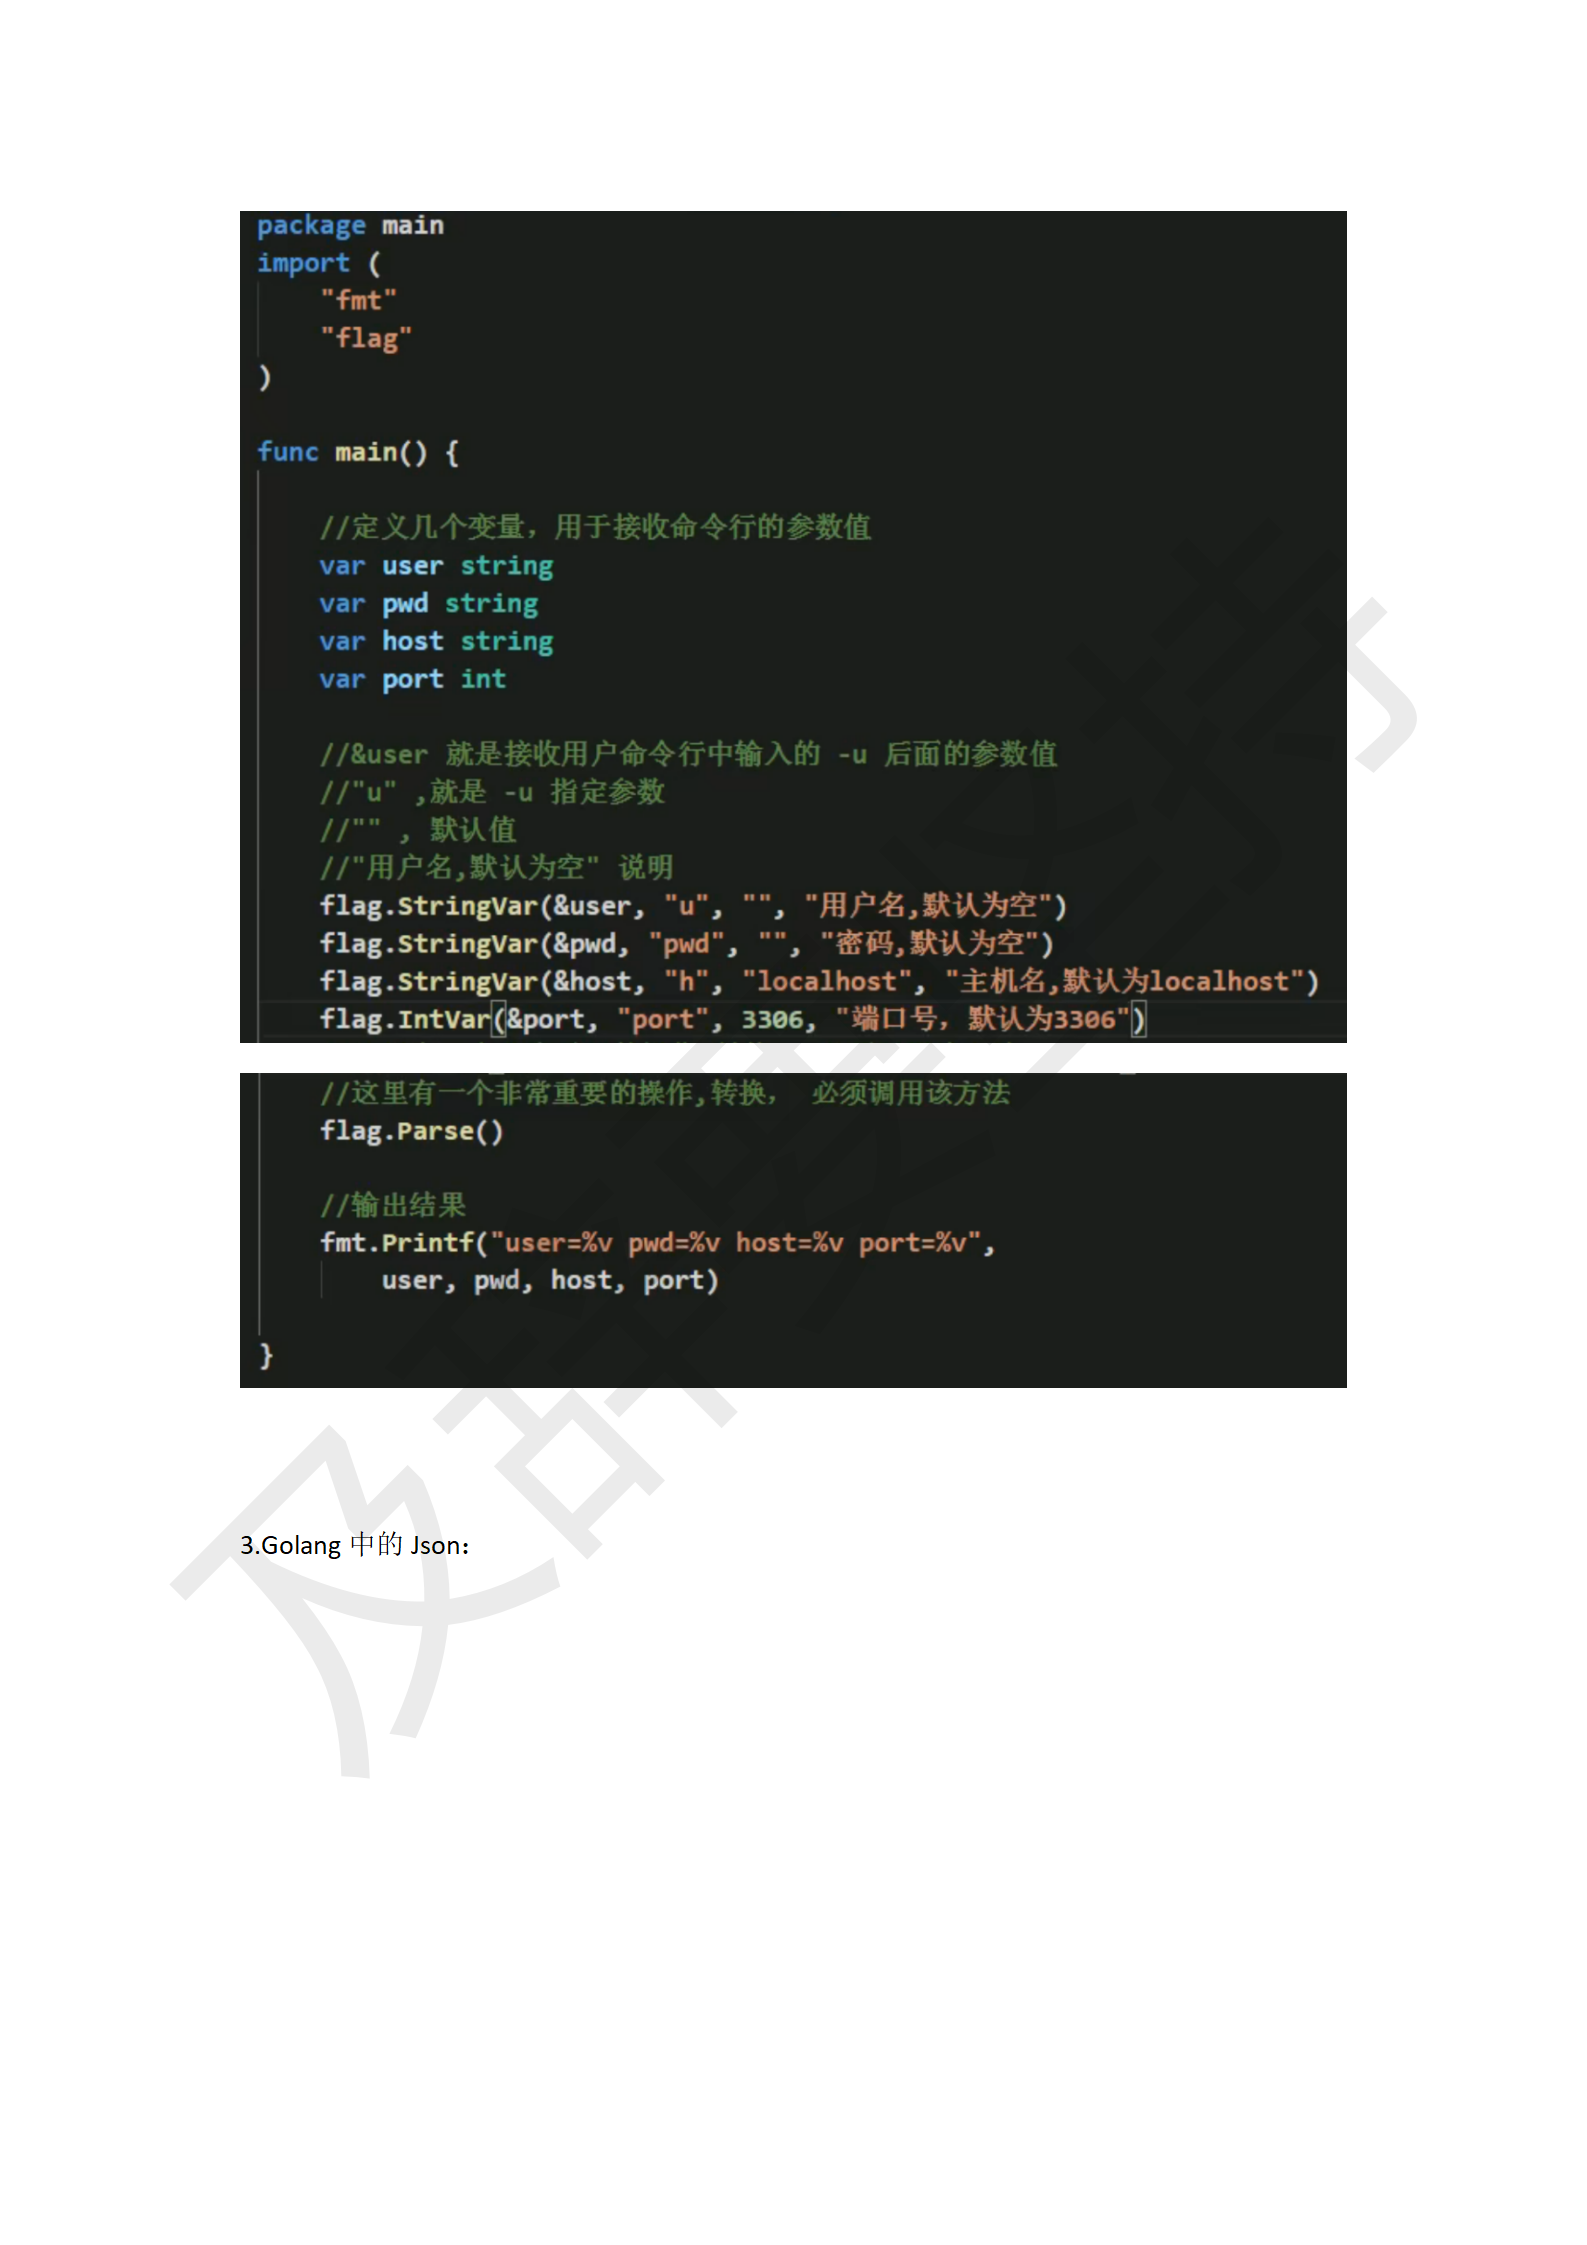 package main
import (
    "fmt"
    "flag"
)

func main() {

    //定义几个变量，用于接收命令行的参数值
    var user string
    var pwd string
    var host string
    var port int

    //&user 就是接收用户命令行中输入的 -u 后面的参数值
    //"u" ,就是 -u 指定参数
    //"" , 默认值
    //"用户名,默认为空" 说明
    flag.StringVar(&user, "u", "", "用户名,默认为空")
    flag.StringVar(&pwd, "pwd", "", "密码,默认为空")
    flag.StringVar(&host, "h", "localhost", "主机名,默认为localhost")
    flag.IntVar(&port, "port", 3306, "端口号，默认为3306")
    //这里有一个非常重要的操作,转换， 必须调用该方法
    flag.Parse()

    //输出结果
    fmt.Printf("user=%v pwd=%v host=%v port=%v",
        user, pwd, host, port)

}
3.Golang 中的 Json：